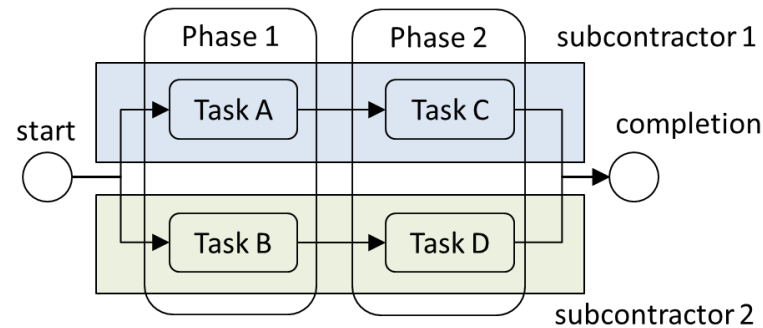 Phase 1
Phase 2
subcontractor 1
Task A
Task C
start
completion
Task B
Task D
subcontractor 2